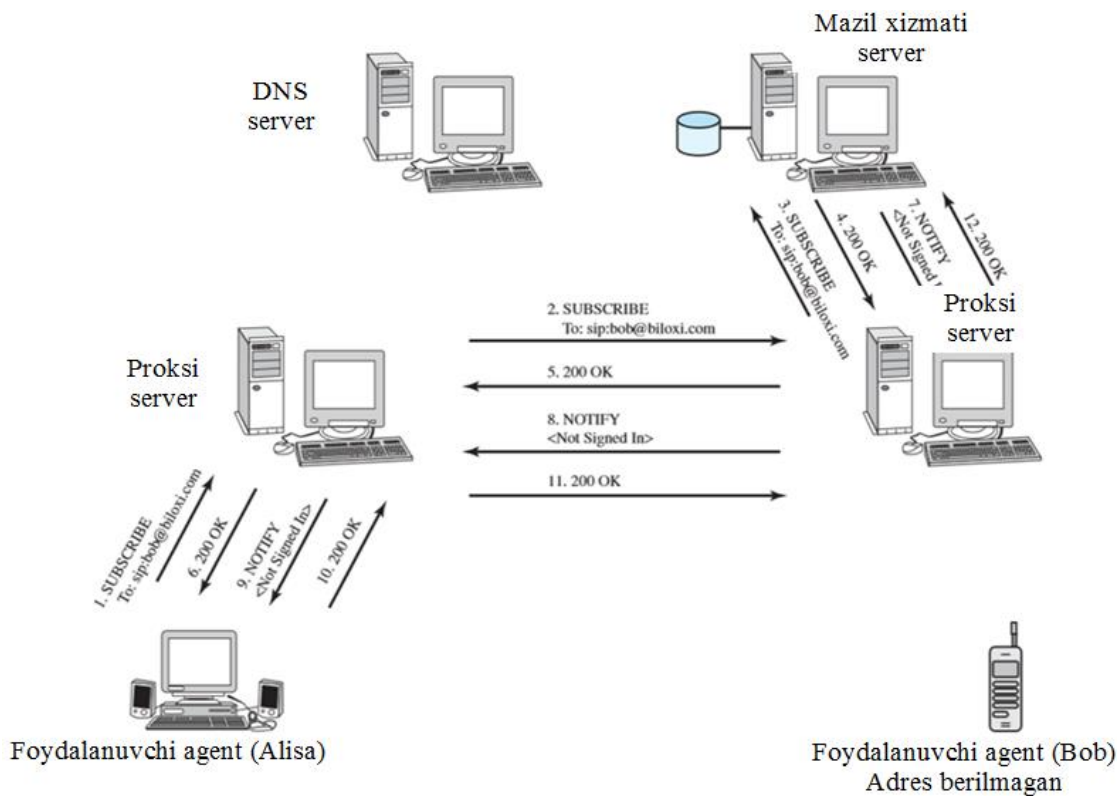 Mazil xizmati
server
DNS
server
3. SUBSCRIBE
To: sip:bob@biloxi.com
4. 200 OK
7. NOTIFY
<Not Signed
12. 200 OK
Proksi
server
2. SUBSCRIBE
To: sip:bob@biloxi.com
5. 200 OK
8. NOTIFY
<Not Signed In>
11. 200 OK
Proksi
server
1. SUBSCRIBE
To: sip:bob@biloxi.com
6. 200 OK
9. NOTIFY
<Not Signed In>
10. 200 OK
Foydalanuvchi agent (Alisa)
Foydalanuvchi agent (Bob)
Adres berilmagan